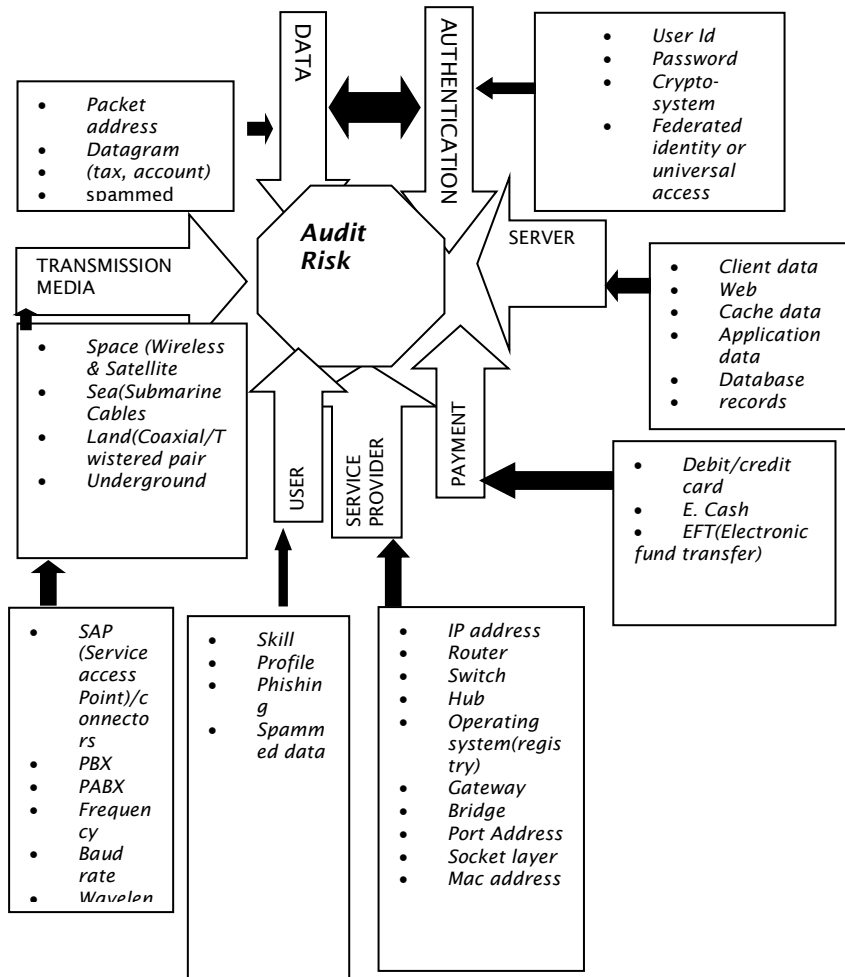 DATA
AUTHENTICATION
• User Id
• Password
• Crypto-
system
• Federated
identity or
universal
access
• Packet
address
• Datagram
• (tax, account)
• spammed
Audit
Risk
TRANSMISSION
MEDIA
SERVER
• Client data
• Web
• Cache data
• Application
data
• Database
• records
• Space (Wireless
& Satellite
• Sea(Submarine
Cables
• Land(Coaxial/T
wistered pair
• Underground
USER
SERVICE
PROVIDER
PAYMENT
• Debit/credit
card
• E. Cash
• EFT(Electronic
fund transfer)
• SAP
(Service
access
Point)/c
onnecto
rs
• PBX
• PABX
• Frequen
cy
• Baud
rate
• Wavelen
• Skill
• Profile
• Phishin
g
• Spamm
ed data
• IP address
• Router
• Switch
• Hub
• Operating
system(regis
try)
• Gateway
• Bridge
• Port Address
• Socket layer
• Mac address